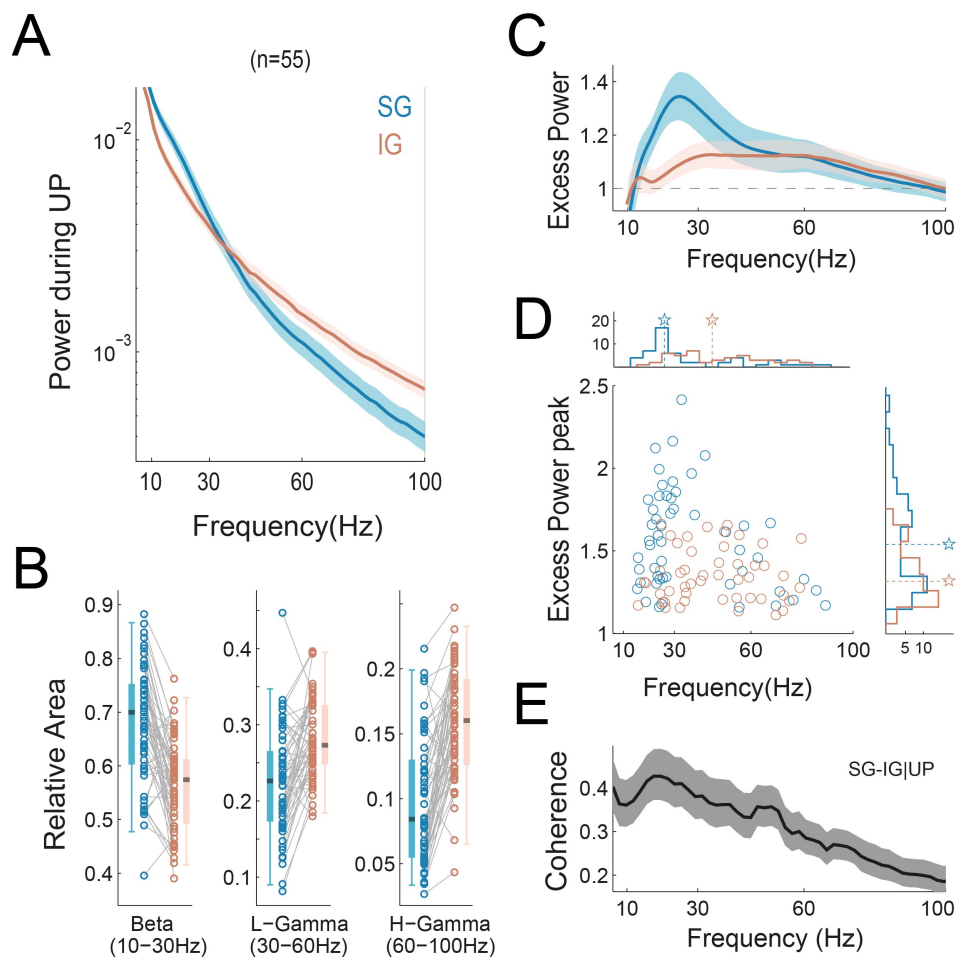 A
(n=55)
SG
IG
10⁻²
10⁻³
Power during UP
10 30 60 100
Frequency(Hz)
B
0.9
0.8
0.7
0.6
0.5
0.4
Relative Area
0.4
0.3
0.2
0.1
0.2
0.15
0.1
0.05
Beta
(10−30Hz)
L−Gamma
(30−60Hz)
H−Gamma
(60−100Hz)
C
1.4
1.2
1
Excess Power
10 30 60 100
Frequency(Hz)
D
20
10
2.5
2
1.5
1
Excess Power peak
10 30 60 100
Frequency(Hz)
5 10
E
SG-IG|UP
0.4
0.3
0.2
Coherence
10 30 60 100
Frequency (Hz)